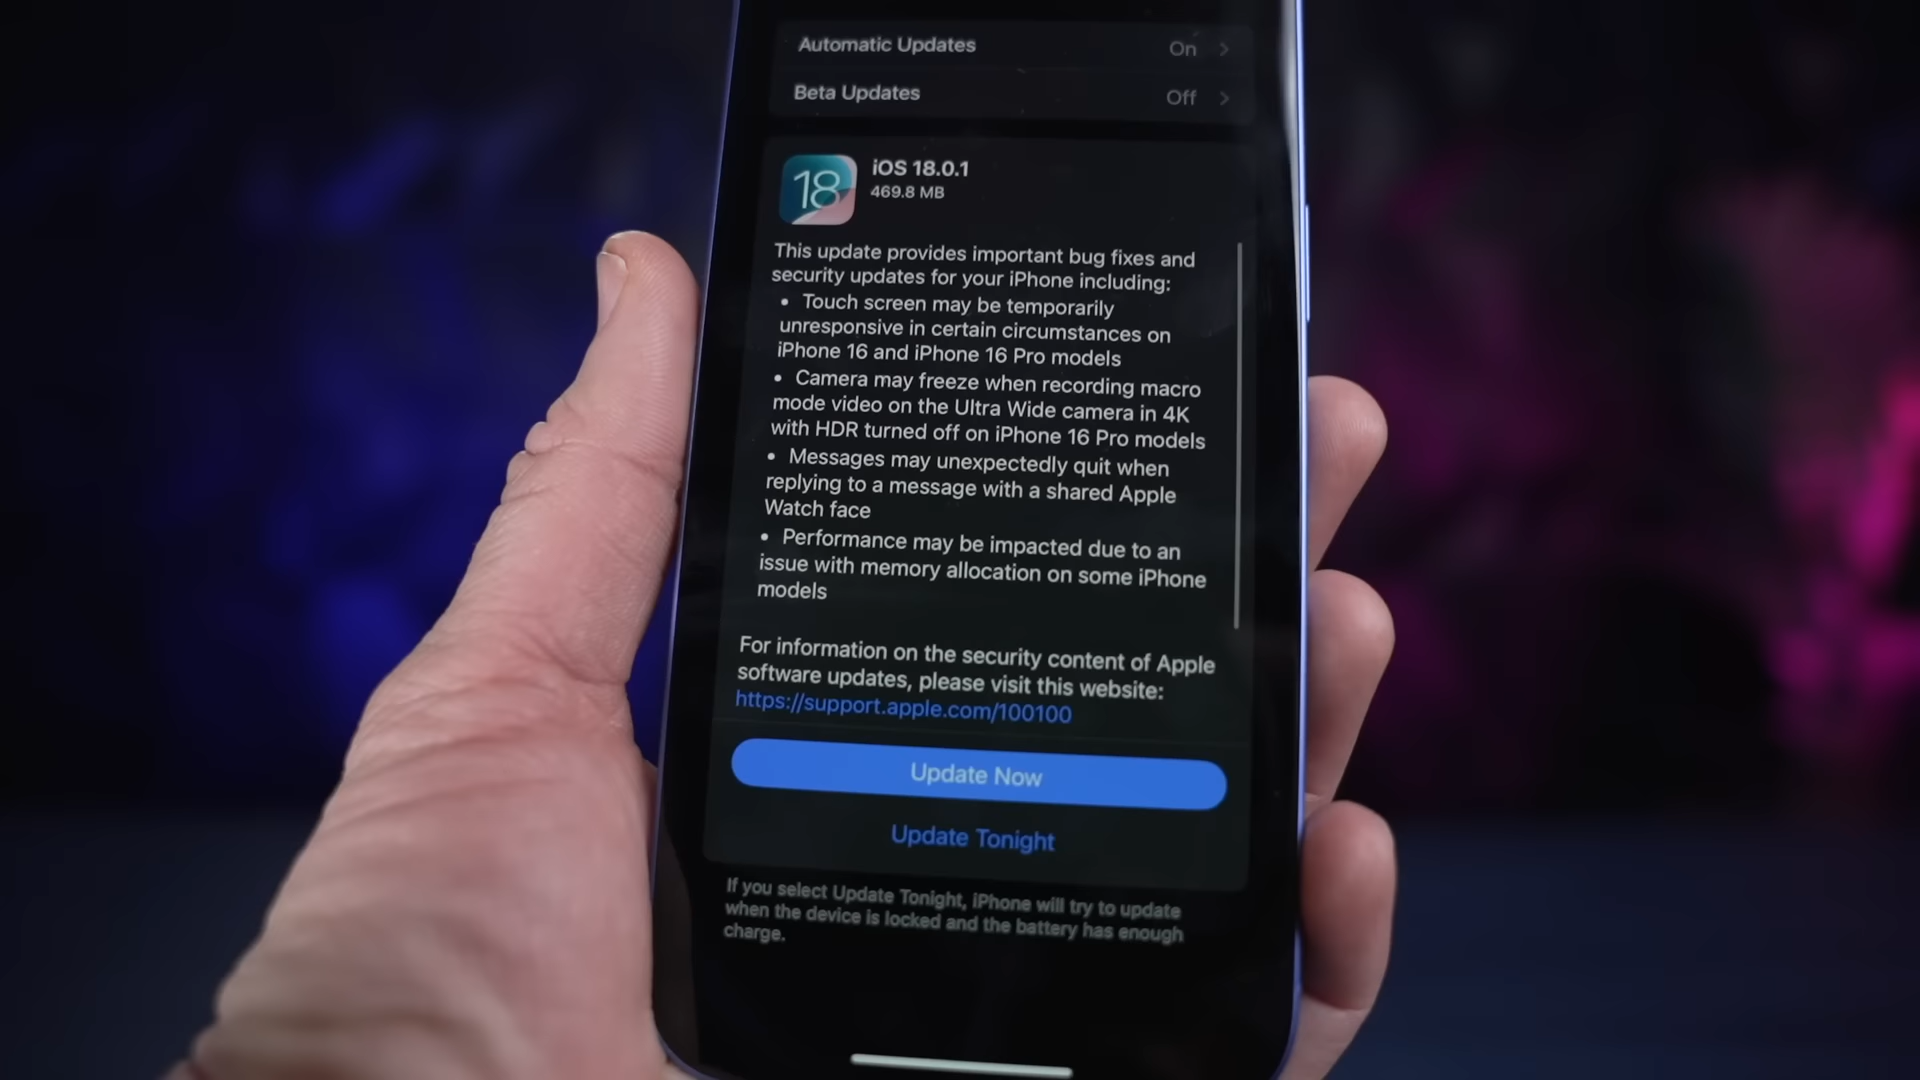 Automatic Updates On
Beta Updates Off
18
iOS 18.0.1
469.8 MB
This update provides important bug fixes and
security updates for your iPhone including:
• Touch screen may be temporarily
unresponsive in certain circumstances on
iPhone 16 and iPhone 16 Pro models
• Camera may freeze when recording macro
mode video on the Ultra Wide camera in 4K
with HDR turned off on iPhone 16 Pro models
• Messages may unexpectedly quit when
replying to a message with a shared Apple
Watch face
• Performance may be impacted due to an
issue with memory allocation on some iPhone
models
For information on the security content of Apple
software updates, please visit this website:
https://support.apple.com/100100
Update Now
Update Tonight
If you select Update Tonight, iPhone will try to update
when the device is locked and the battery has enough
charge.